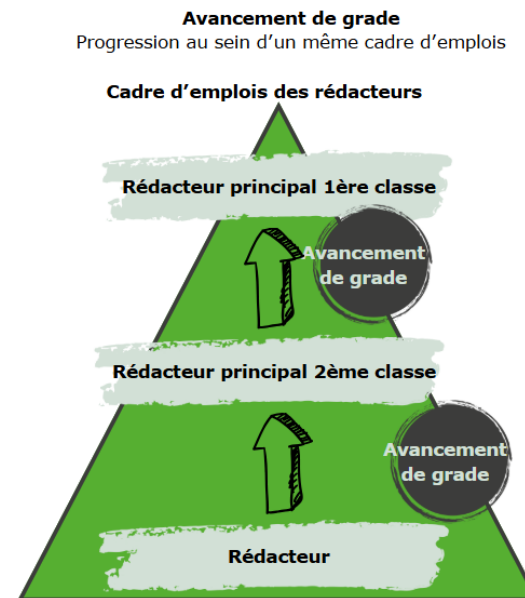 Avancement de grade
Progression au sein d’un même cadre d’emplois
Cadre d’emplois des rédacteurs
Rédacteur principal 1ère classe
Avancement
de grade
Rédacteur principal 2ème classe
Avancement
de grade
Rédacteur